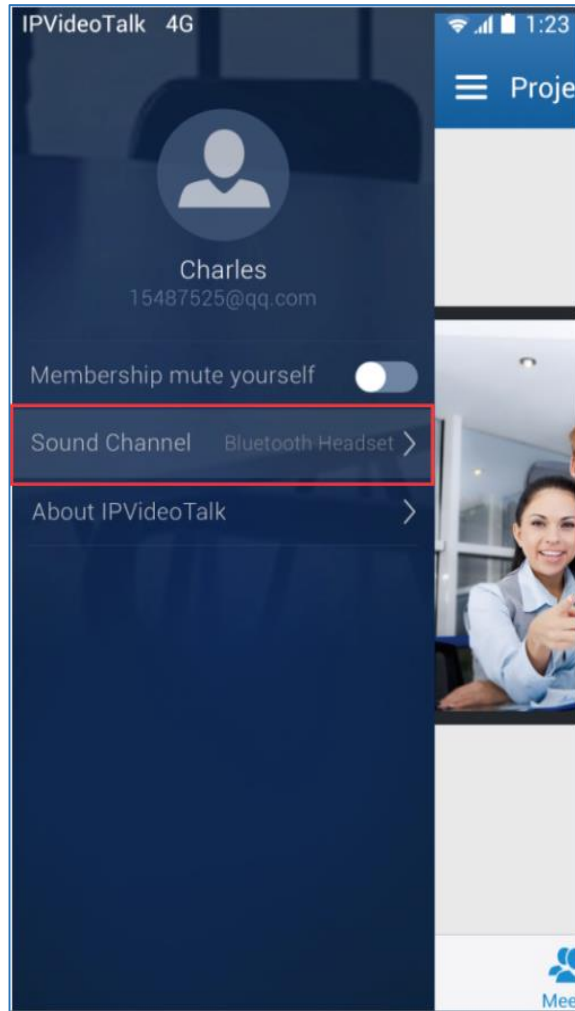 IPVideoTalk 4G 1:23
Proje
Charles
15487525@qq.com
Membership mute yourself
Sound Channel Bluetooth Headset
About IPVideoTalk
Mee